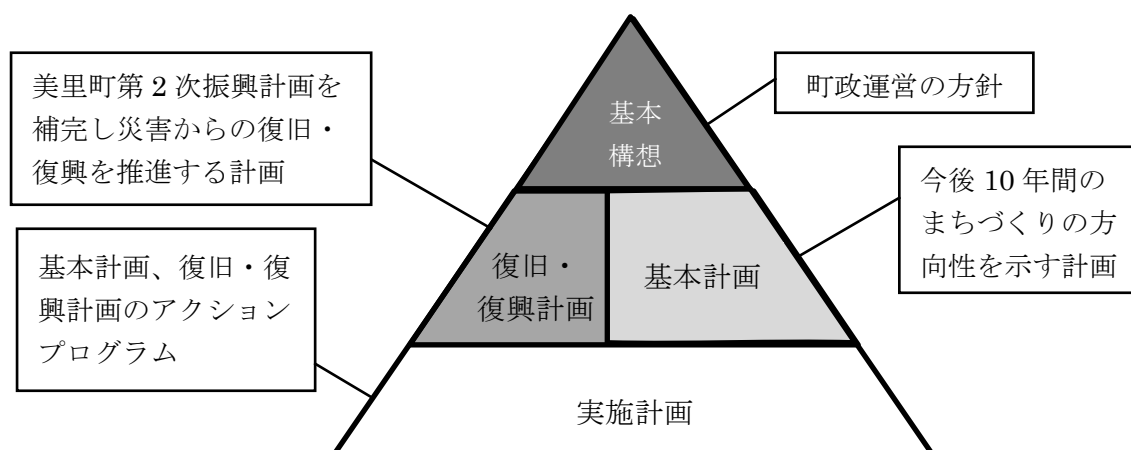 美里町第 2 次振興計画を
補完し災害からの復旧・
復興を推進する計画
基本計画、復旧・復
興計画のアクション
プログラム
基本
構想
町政運営の方針
今後 10 年間の
まちづくりの方
向性を示す計画
復旧・
復興計画
基本計画
実施計画